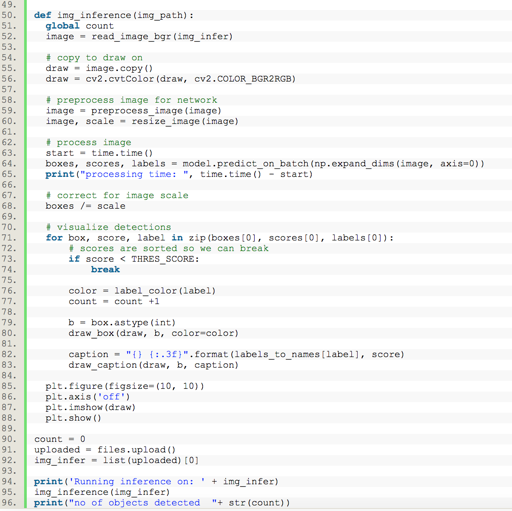 49.
50. def img_inference(img_path):
51.   global count
52.   image = read_image_bgr(img_infer)
53.
54.   # copy to draw on
55.   draw = image.copy()
56.   draw = cv2.cvtColor(draw, cv2.COLOR_BGR2RGB)
57.
58.   # preprocess image for network
59.   image = preprocess_image(image)
60.   image, scale = resize_image(image)
61.
62.   # process image
63.   start = time.time()
64.   boxes, scores, labels = model.predict_on_batch(np.expand_dims(image, axis=0))
65.   print("processing time: ", time.time() - start)
66.
67.   # correct for image scale
68.   boxes /= scale
69.
70.   # visualize detections
71.   for box, score, label in zip(boxes[0], scores[0], labels[0]):
72.       # scores are sorted so we can break
73.       if score < THRES_SCORE:
74.           break
75.
76.       color = label_color(label)
77.       count = count +1
78.
79.       b = box.astype(int)
80.       draw_box(draw, b, color=color)
81.
82.       caption = "{} {:.3f}".format(labels_to_names[label], score)
83.       draw_caption(draw, b, caption)
84.
85.   plt.figure(figsize=(10, 10))
86.   plt.axis('off')
87.   plt.imshow(draw)
88.   plt.show()
89.
90. count = 0
91. uploaded = files.upload()
92. img_infer = list(uploaded)[0]
93.
94. print('Running inference on: ' + img_infer)
95. img_inference(img_infer)
96. print("no of objects detected  "+ str(count))